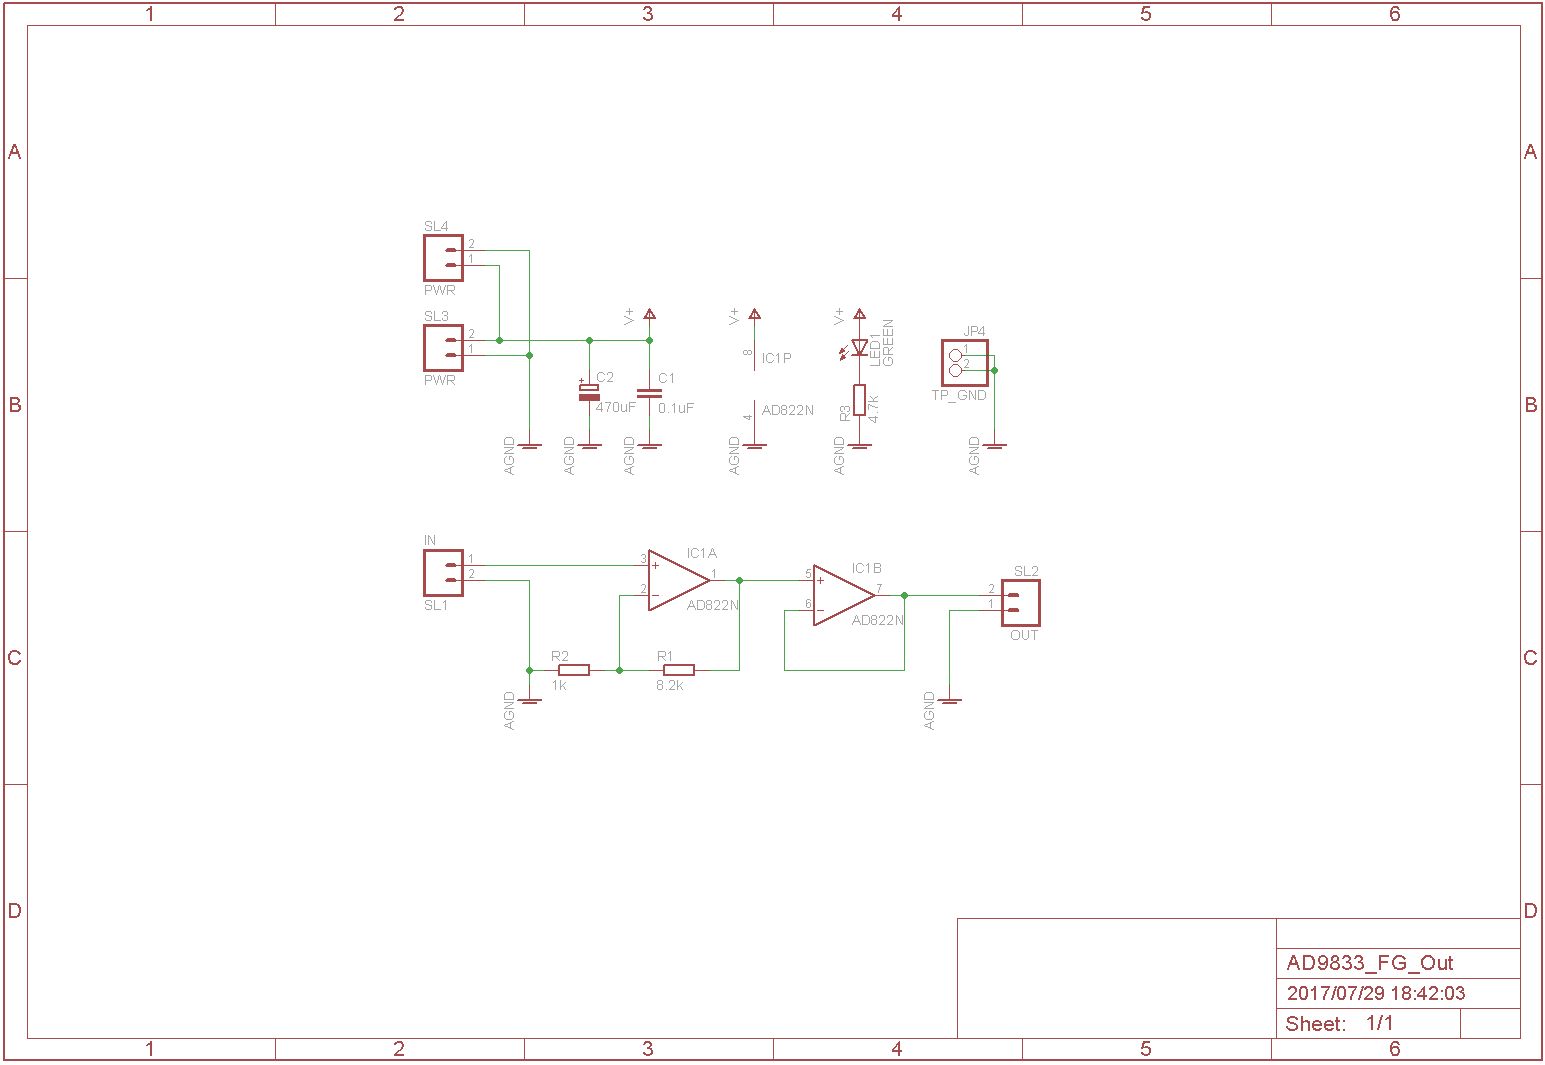 1 2 3 4 5 6
A A
B B
C C
D D
SL4
2
1
PWR
SL3
2
1
PWR
V+
C2
+
470uF
C1
0.1uF
AGND
AGND
AGND
V+
8
IC1P
4
AD822N
AGND
V+
LED1
GREEN
R3
4.7k
AGND
JP4
1
2
TP_GND
AGND
IN
1
2
SL1
3
+
2
−
1
IC1A
AD822N
R2
1k
R1
8.2k
AGND
5
+
6
−
7
IC1B
AD822N
SL2
2
1
OUT
AGND
AD9833_FG_Out
2017/07/29 18:42:03
Sheet: 1/1
1 2 3 4 5 6